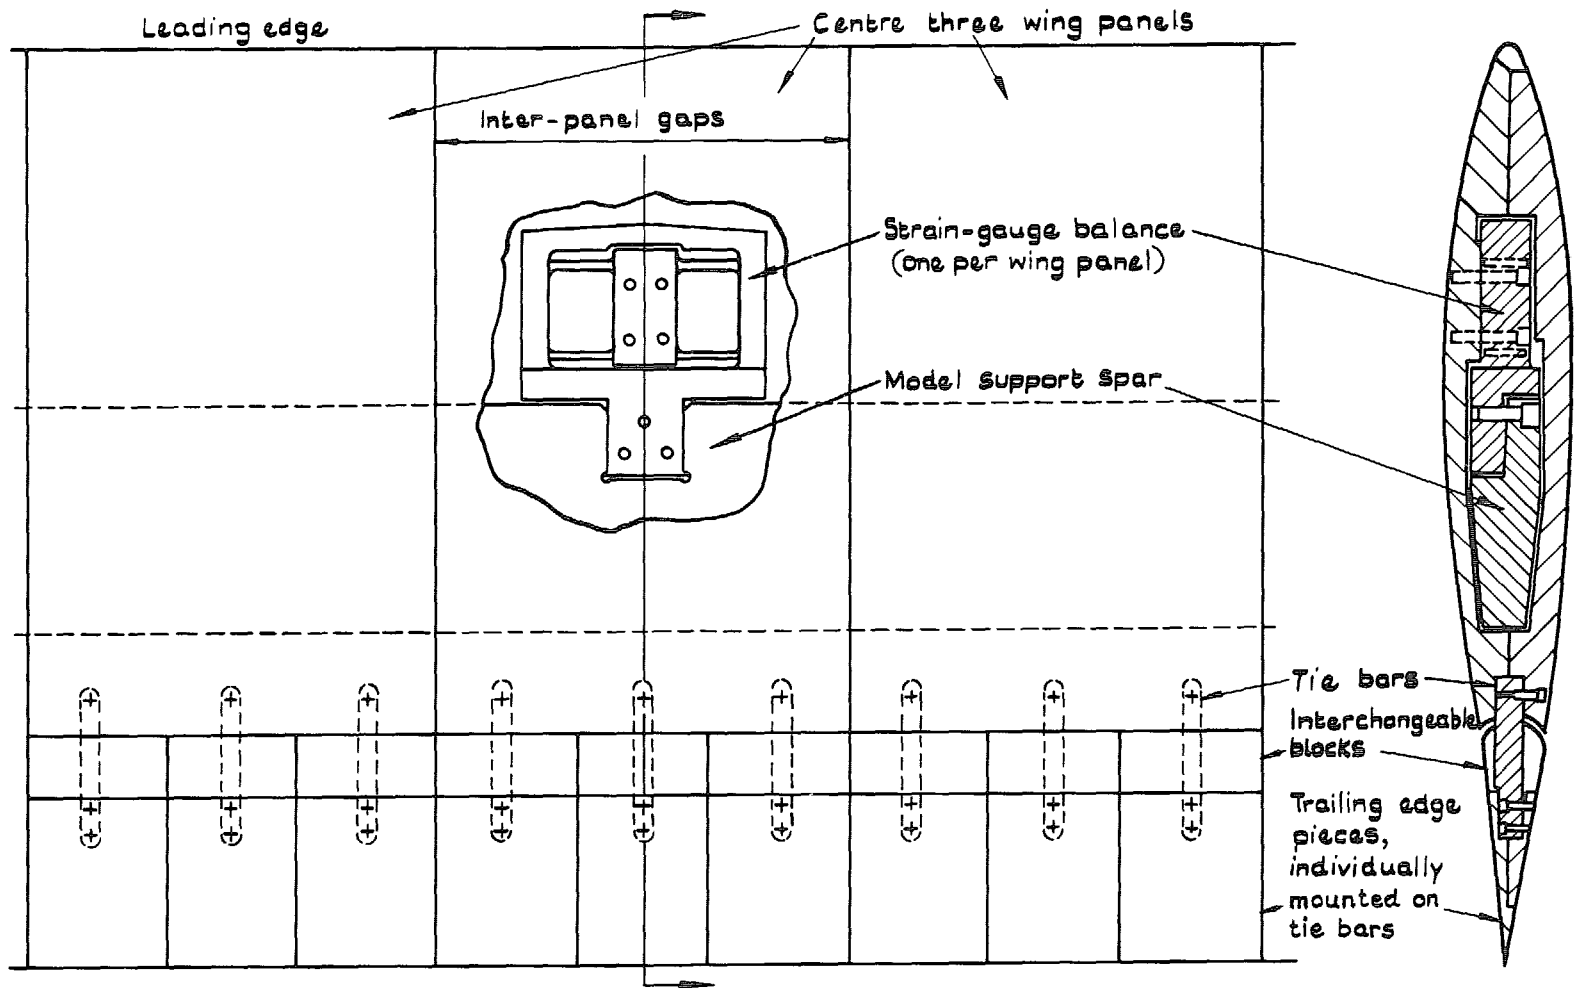 Leading edge
Centre three wing panels
Inter-panel gaps
Strain-gauge balance
(one per wing panel)
Model support spar
Tie bars
Interchangeable
blocks
Trailing edge
pieces,
individually
mounted on
tie bars